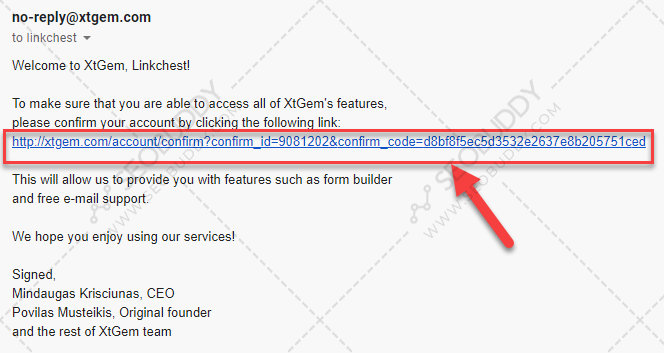 no-reply@xtgem.com
to linkchest
Welcome to XtGem, Linkchest!
To make sure that you are able to access all of XtGem's features,
please confirm your account by clicking the following link:
http://xtgem.com/account/confirm?confirm_id=9081202&confirm_code=d8bf8f5ec5d3532e2637e8b205751ced
This will allow us to provide you with features such as form builder
and free e-mail support.
We hope you enjoy using our services!
Signed,
Mindaugas Krisciunas, CEO
Povilas Musteikis, Original founder
and the rest of XtGem team
SEOBUDDY
WWW.SEOBUDDY.COM